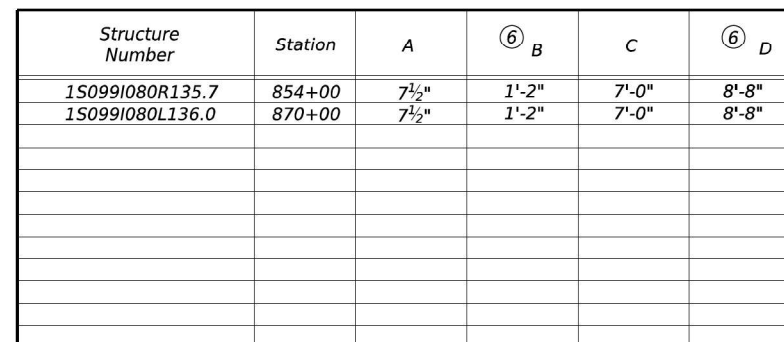 Structure Number Station A ⑥ B C ⑥ D
1S099I080R135.7 854+00 7½" 1'-2" 7'-0" 8'-8"
1S099I080L136.0 870+00 7½" 1'-2" 7'-0" 8'-8"